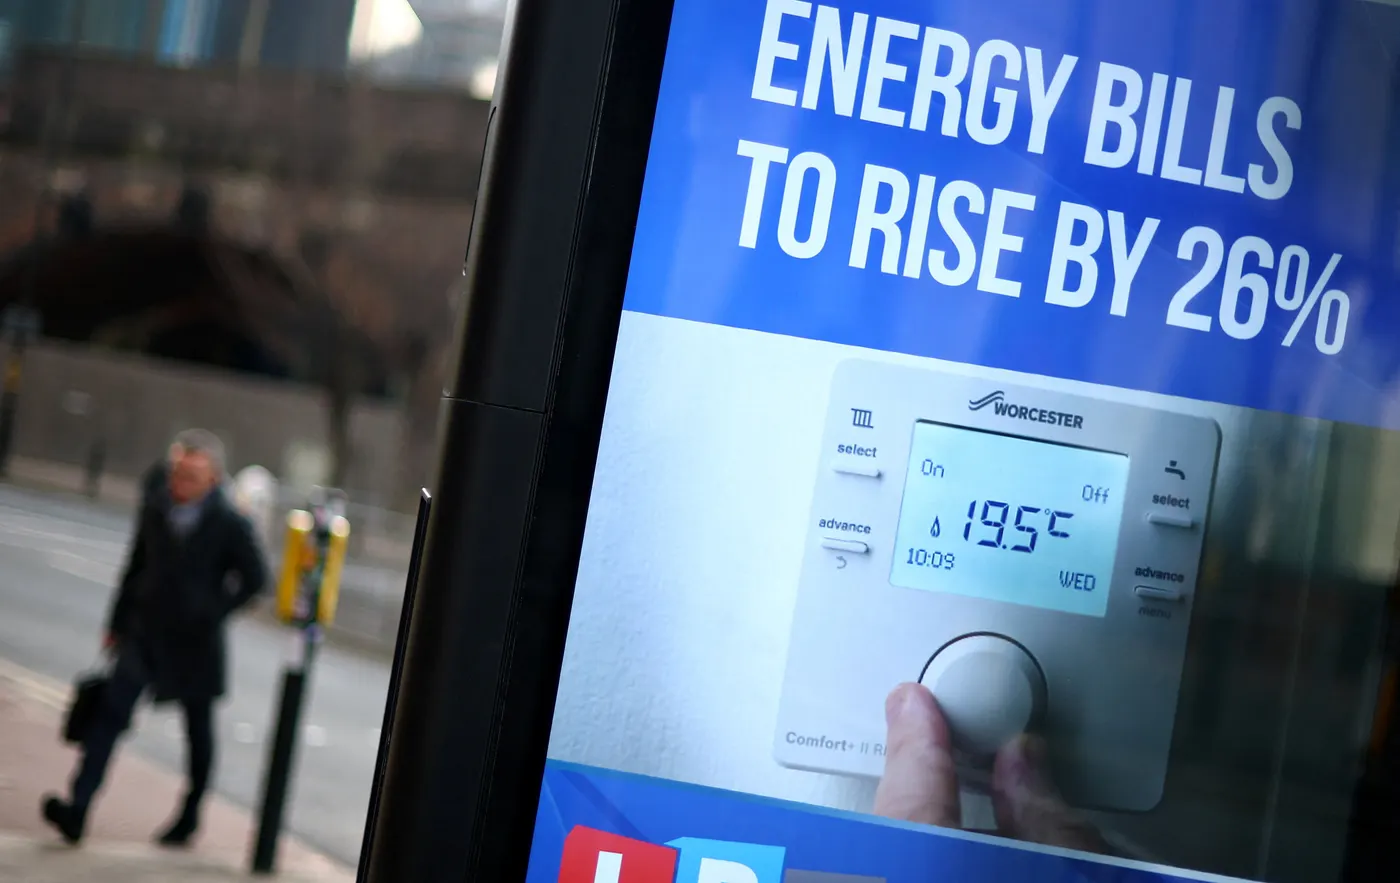 ENERGY BILLS
TO RISE BY 26%
WORCESTER
select
On
Off
select
advance
19.5°C
10:09
WED
advance
menu
Comfort+ II R